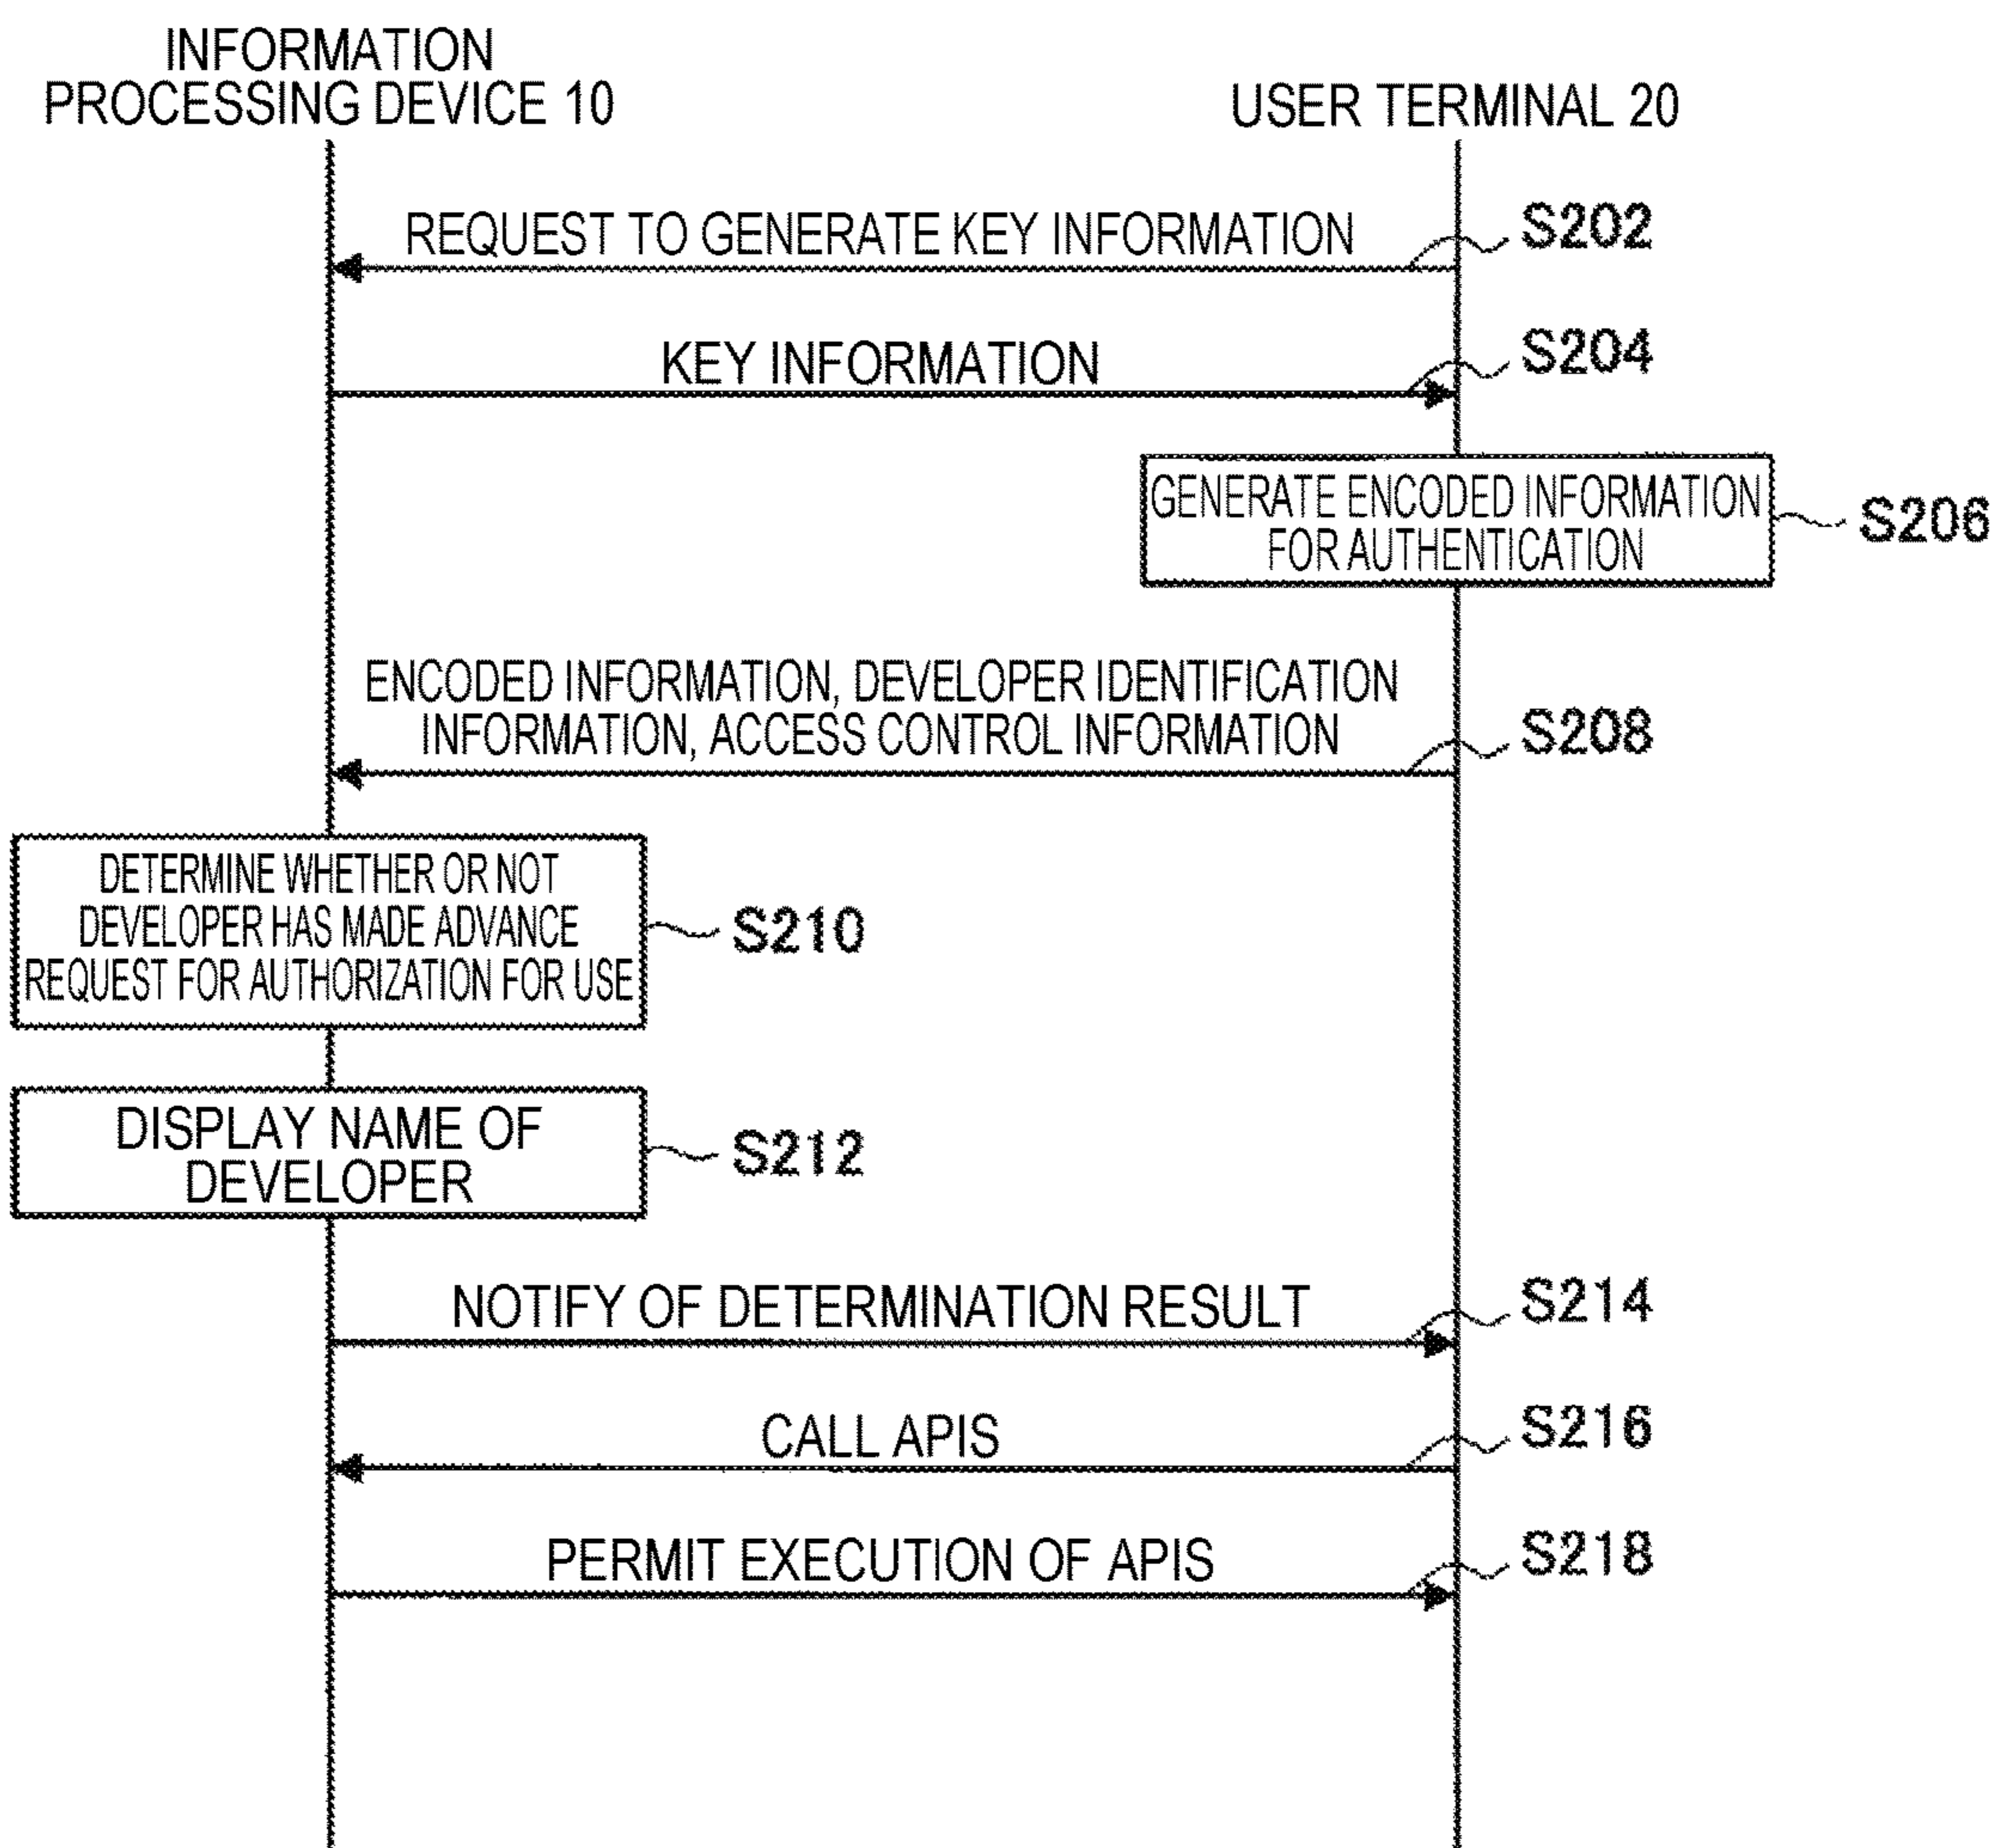 INFORMATION
PROCESSING DEVICE 10
USER TERMINAL 20
REQUEST TO GENERATE KEY INFORMATION
S202
KEY INFORMATION
S204
GENERATE ENCODED INFORMATION
FOR AUTHENTICATION
S206
ENCODED INFORMATION, DEVELOPER IDENTIFICATION
INFORMATION, ACCESS CONTROL INFORMATION
S208
DETERMINE WHETHER OR NOT
DEVELOPER HAS MADE ADVANCE
REQUEST FOR AUTHORIZATION FOR USE
S210
DISPLAY NAME OF
DEVELOPER
S212
NOTIFY OF DETERMINATION RESULT
S214
CALL APIS
S216
PERMIT EXECUTION OF APIS
S218